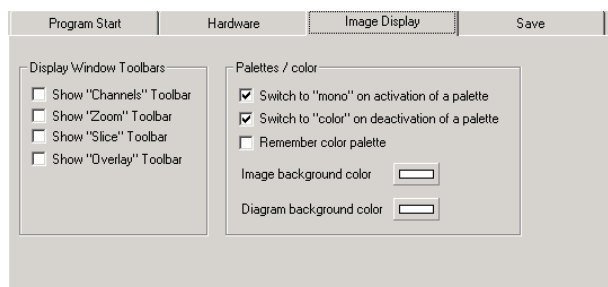 Program Start
Hardware
Image Display
Save
Display Window Toolbars
Show "Channels" Toolbar
Show "Zoom" Toolbar
Show "Slice" Toolbar
Show "Overlay" Toolbar
Palettes / color
Switch to "mono" on activation of a palette
Switch to "color" on deactivation of a palette
Remember color palette
Image background color
Diagram background color